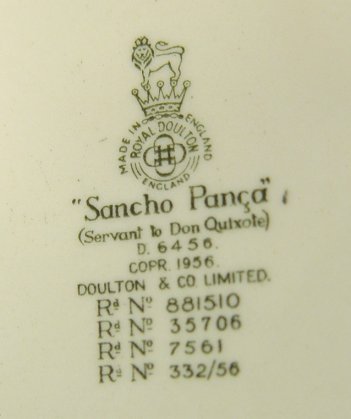 MADE IN ENGLAND
ROYAL DOULTON
ENGLAND
"Sancho Pança"
(Servant to Don Quixote)
D. 6456.
COPR. 1956.
DOULTON & CO LIMITED.
Rd No 881510
Rd No 35706
Rd No 7561
Rd No 332/56